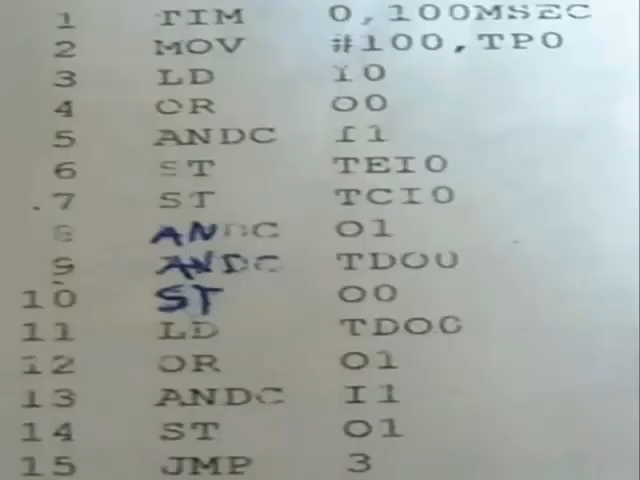 1 TIM 0,100MSEC
2 MOV #100,TP0
3 LD I0
4 OR O0
5 ANDC I1
6 ST TEI0
7 ST TCI0
8 ANDC O1
9 ANDC TDO0
10 ST O0
11 LD TDO0
12 OR O1
13 ANDC I1
14 ST O1
15 JMP 3